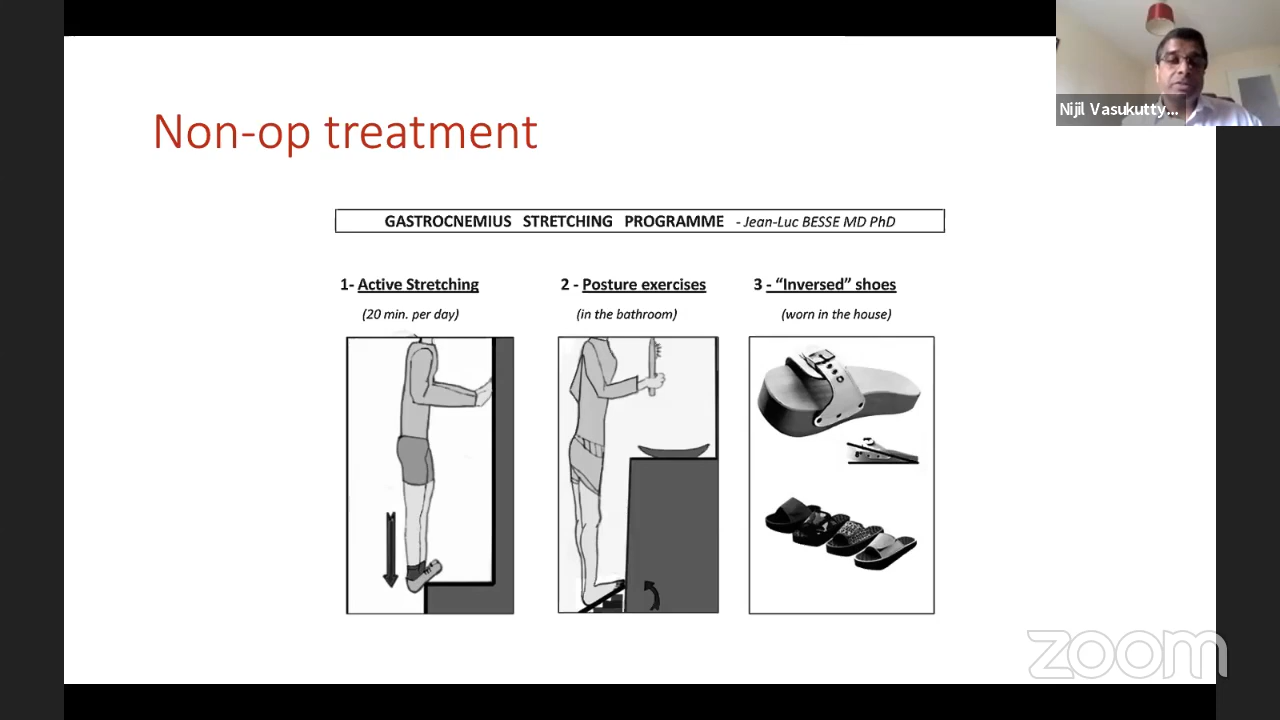 Nijil Vasukutty...
Non-op treatment
GASTROCNEMIUS STRETCHING PROGRAMME - Jean-Luc BESSE MD PhD
1- Active Stretching
(20 min. per day)
2 - Posture exercises
(in the bathroom)
3 - “Inversed” shoes
(worn in the house)
zoom